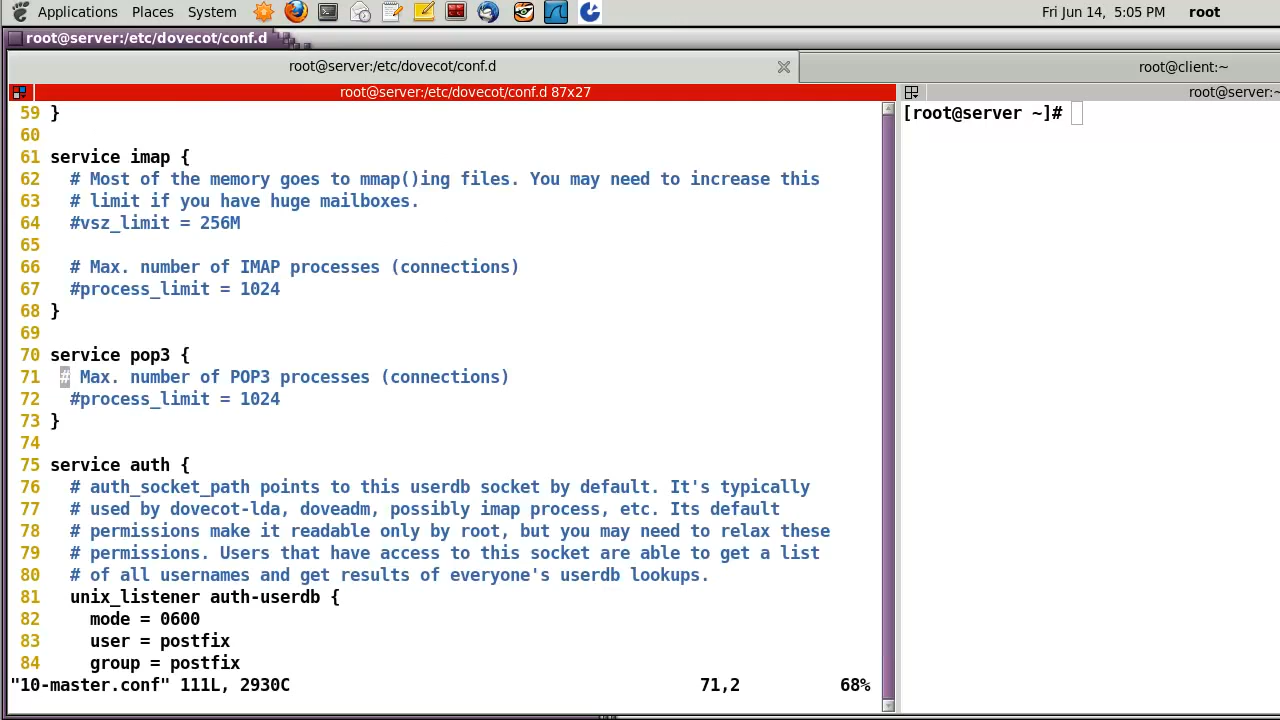 Applications Places System Fri Jun 14, 5:05 PM root
root@server:/etc/dovecot/conf.d
root@server:/etc/dovecot/conf.d root@client:~
root@server:/etc/dovecot/conf.d 87x27 root@server:~
59 }
60
61 service imap {
62   # Most of the memory goes to mmap()ing files. You may need to increase this
63   # limit if you have huge mailboxes.
64   #vsz_limit = 256M
65
66   # Max. number of IMAP processes (connections)
67   #process_limit = 1024
68 }
69
70 service pop3 {
71  # Max. number of POP3 processes (connections)
72   #process_limit = 1024
73 }
74
75 service auth {
76   # auth_socket_path points to this userdb socket by default. It's typically
77   # used by dovecot-lda, doveadm, possibly imap process, etc. Its default
78   # permissions make it readable only by root, but you may need to relax these
79   # permissions. Users that have access to this socket are able to get a list
80   # of all usernames and get results of everyone's userdb lookups.
81   unix_listener auth-userdb {
82     mode = 0600
83     user = postfix
84     group = postfix
"10-master.conf" 111L, 2930C 71,2 68%
[root@server ~]#